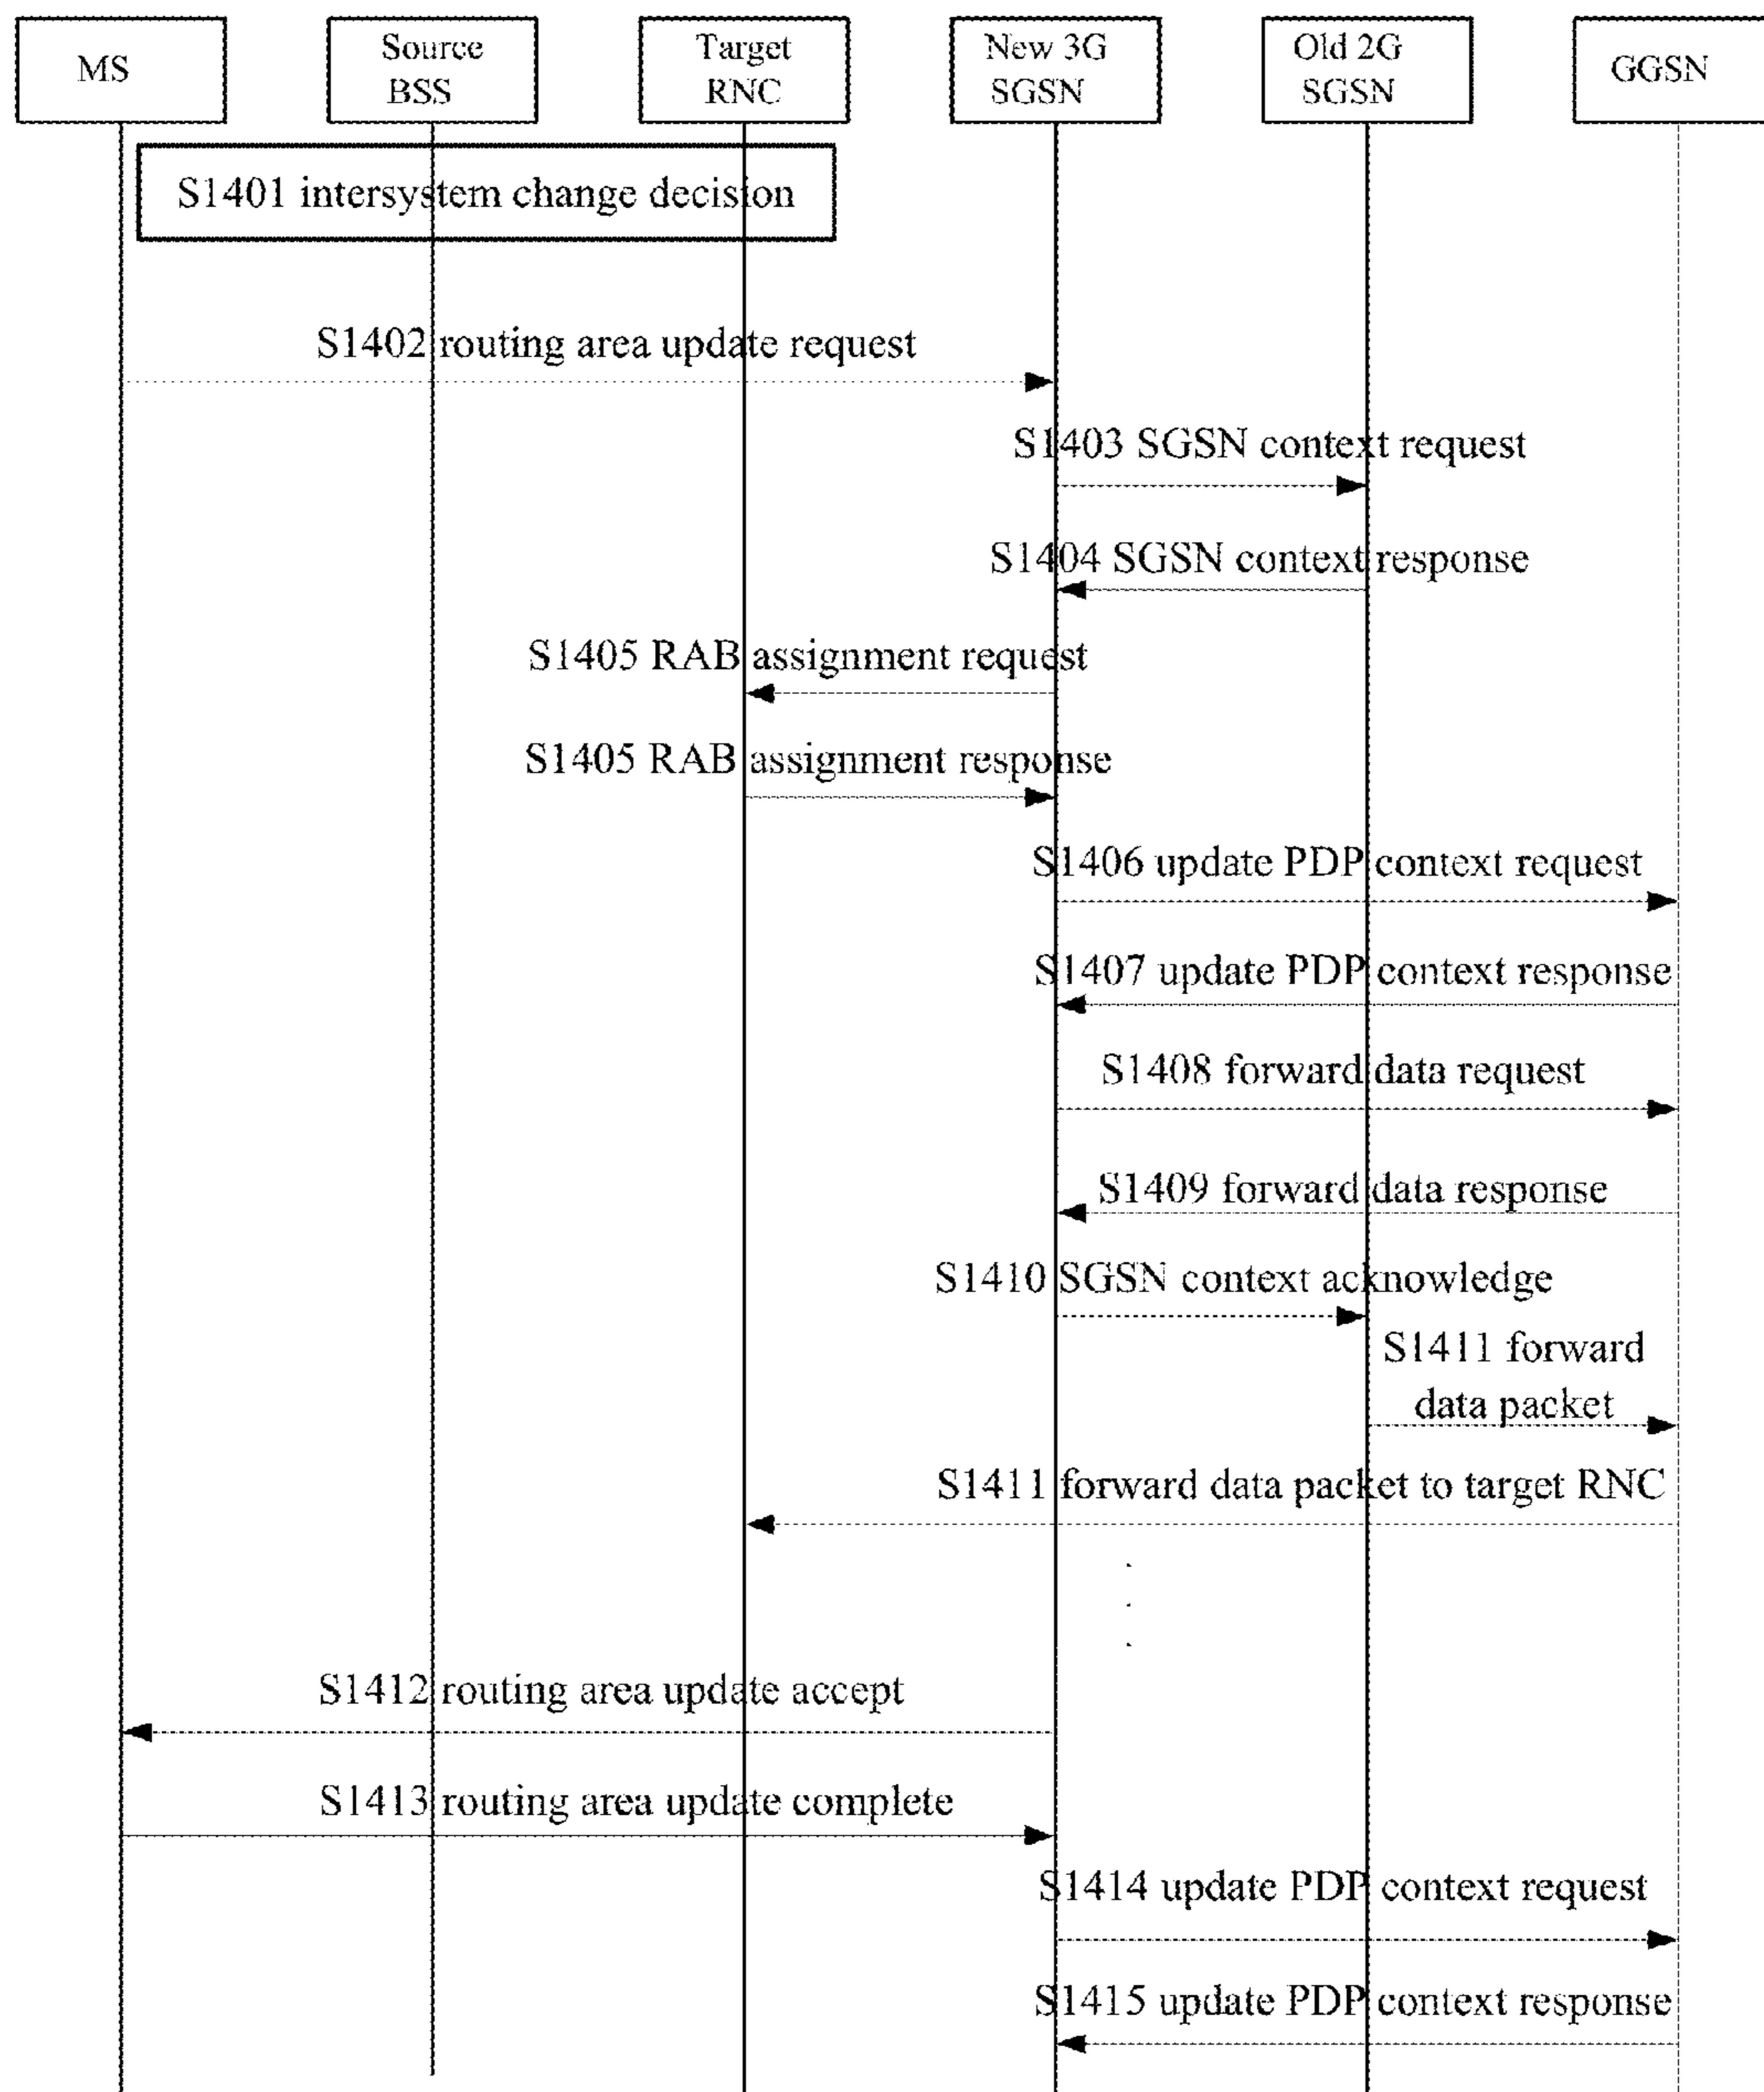 MS
Source
BSS
Target
RNC
New 3G
SGSN
Old 2G
SGSN
GGSN
S1401 intersystem change decision
S1402 routing area update request
S1403 SGSN context request
S1404 SGSN context response
S1405 RAB assignment request
S1405 RAB assignment response
S1406 update PDP context request
S1407 update PDP context response
S1408 forward data request
S1409 forward data response
S1410 SGSN context acknowledge
S1411 forward
data packet
S1411 forward data packet to target RNC
S1412 routing area update accept
S1413 routing area update complete
S1414 update PDP context request
S1415 update PDP context response